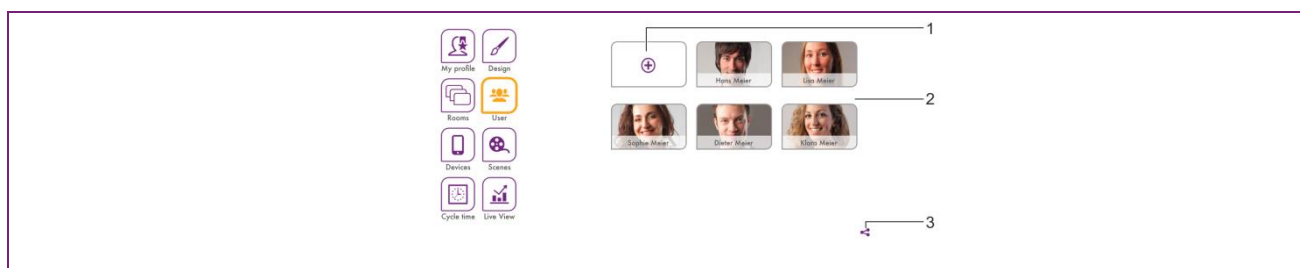 1
My profile Design
Hans Meier Lisa Meier
2
Rooms User
Sophie Meier Dieter Meier Klara Meier
Devices Scenes
Cycle time Live View
3